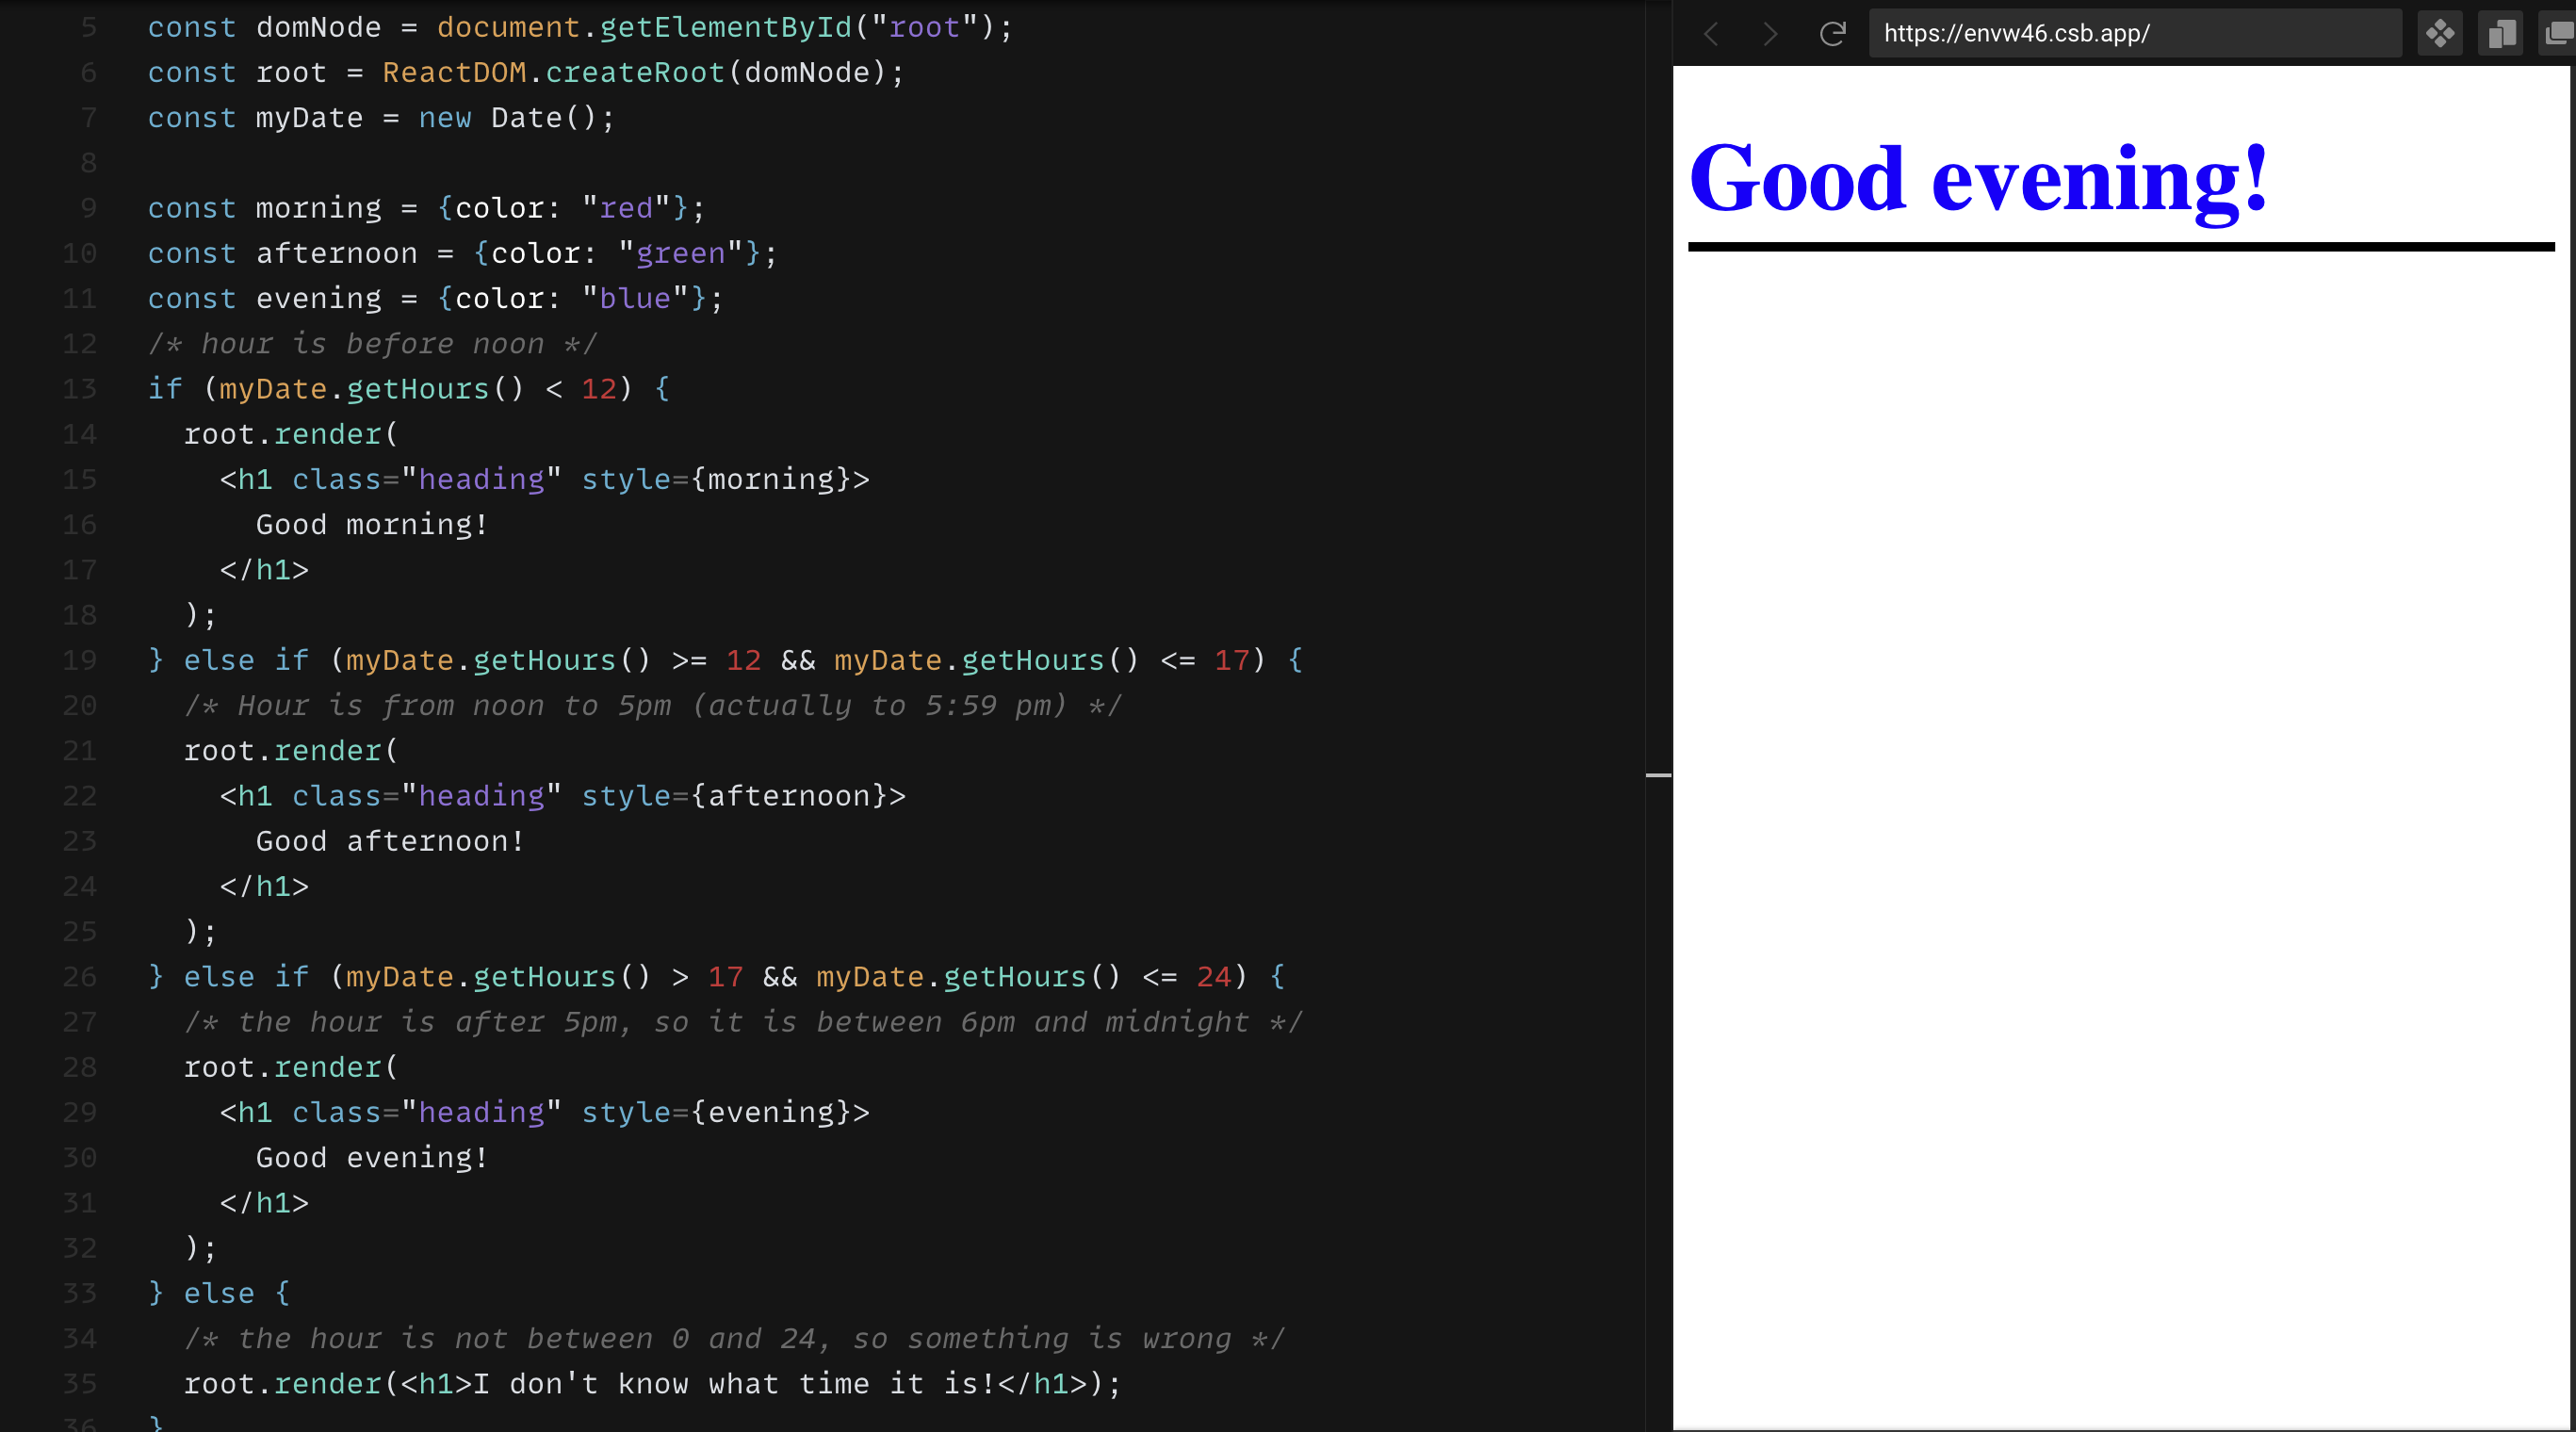 5 const domNode = document.getElementById("root");
6 const root = ReactDOM.createRoot(domNode);
7 const myDate = new Date();
8
9 const morning = {color: "red"};
10 const afternoon = {color: "green"};
11 const evening = {color: "blue"};
12 /* hour is before noon */
13 if (myDate.getHours() < 12) {
14 root.render(
15 <h1 class="heading" style={morning}>
16 Good morning!
17 </h1>
18 );
19 } else if (myDate.getHours() >= 12 && myDate.getHours() <= 17) {
20 /* Hour is from noon to 5pm (actually to 5:59 pm) */
21 root.render(
22 <h1 class="heading" style={afternoon}>
23 Good afternoon!
24 </h1>
25 );
26 } else if (myDate.getHours() > 17 && myDate.getHours() <= 24) {
27 /* the hour is after 5pm, so it is between 6pm and midnight */
28 root.render(
29 <h1 class="heading" style={evening}>
30 Good evening!
31 </h1>
32 );
33 } else {
34 /* the hour is not between 0 and 24, so something is wrong */
35 root.render(<h1>I don't know what time it is!</h1>);
36 }
https://envw46.csb.app/
Good evening!